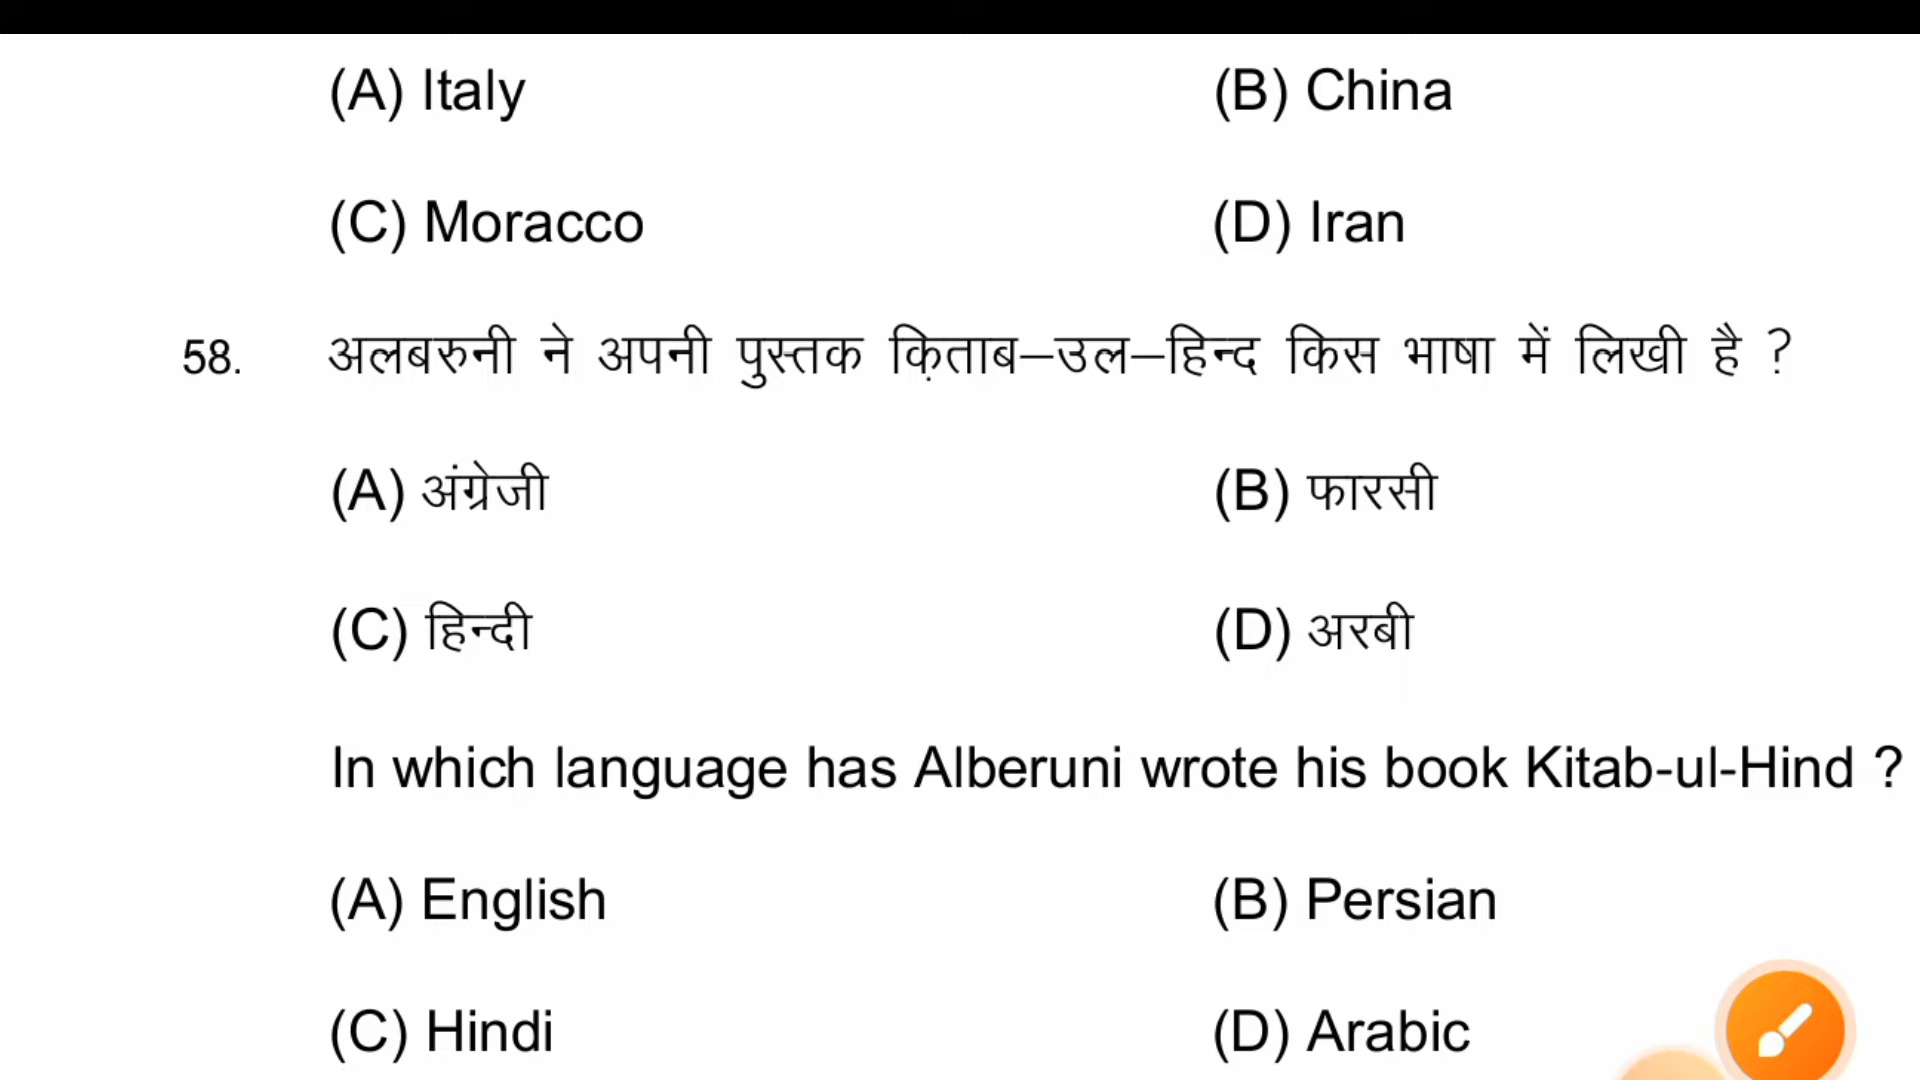 (A) Italy (B) China
(C) Moracco (D) Iran
58. अलबरुनी ने अपनी पुस्तक कि़ताब–उल–हिन्द किस भाषा में लिखी है ?
(A) अंग्रेजी (B) फारसी
(C) हिन्दी (D) अरबी
In which language has Alberuni wrote his book Kitab-ul-Hind ?
(A) English (B) Persian
(C) Hindi (D) Arabic